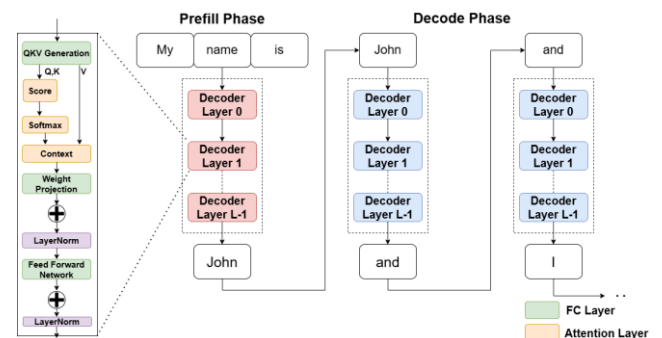 Prefill Phase
Decode Phase
QKV Generation
Q,K
V
Score
Softmax
Context
Weight
Projection
LayerNorm
Feed Forward
Network
LayerNorm
My
name
is
Decoder
Layer 0
Decoder
Layer 1
Decoder
Layer L-1
John
John
Decoder
Layer 0
Decoder
Layer 1
Decoder
Layer L-1
and
and
Decoder
Layer 0
Decoder
Layer 1
Decoder
Layer L-1
I
. .
FC Layer
Attention Layer